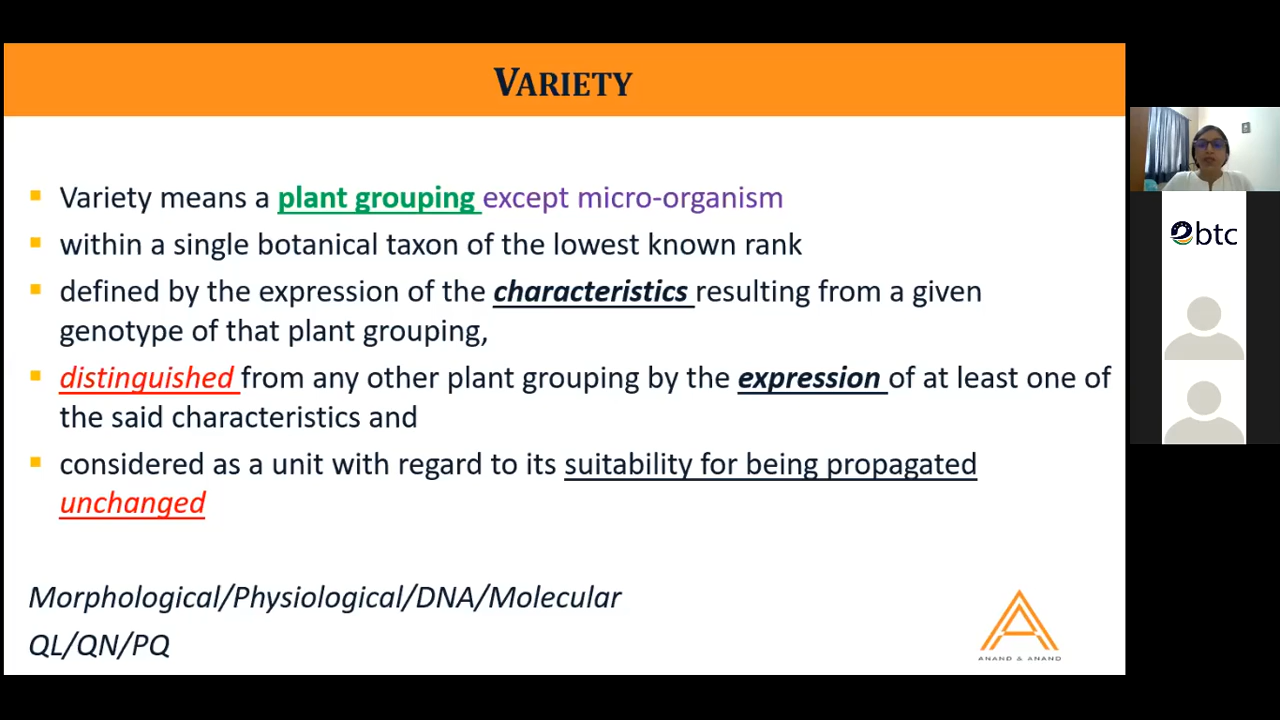 VARIETY
Variety means a plant grouping except micro-organism
within a single botanical taxon of the lowest known rank
defined by the expression of the characteristics resulting from a given
genotype of that plant grouping,
distinguished from any other plant grouping by the expression of at least one of
the said characteristics and
considered as a unit with regard to its suitability for being propagated
unchanged
Morphological/Physiological/DNA/Molecular
QL/QN/PQ
ANAND & ANAND
btc